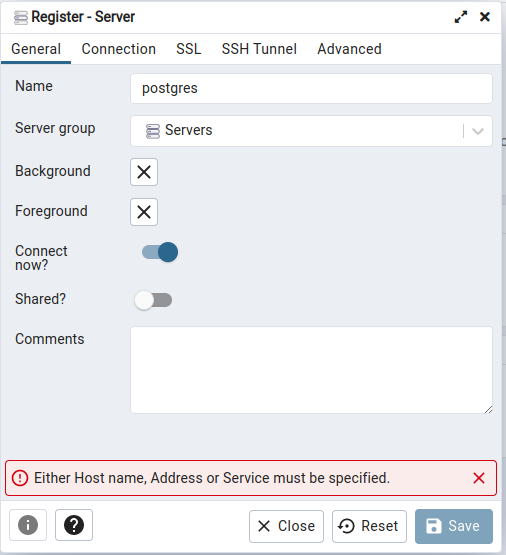 Register - Server
General Connection SSL SSH Tunnel Advanced
Name postgres
Server group Servers
Background
Foreground
Connect
now?
Shared?
Comments
Either Host name, Address or Service must be specified.
Close Reset Save